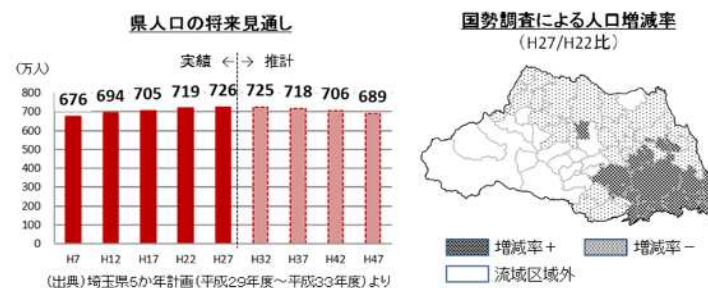 県人口の将来見通し
(万人)
実績 ← → 推計
676 694 705 719 726 725 718 706 689
800
700
600
500
400
300
200
100
0
H7 H12 H17 H22 H27 H32 H37 H42 H47
(出典)埼玉県5か年計画(平成29年度～平成33年度)より
国勢調査による人口増減率
(H27/H22比)
増減率+ 増減率-
流域区域外